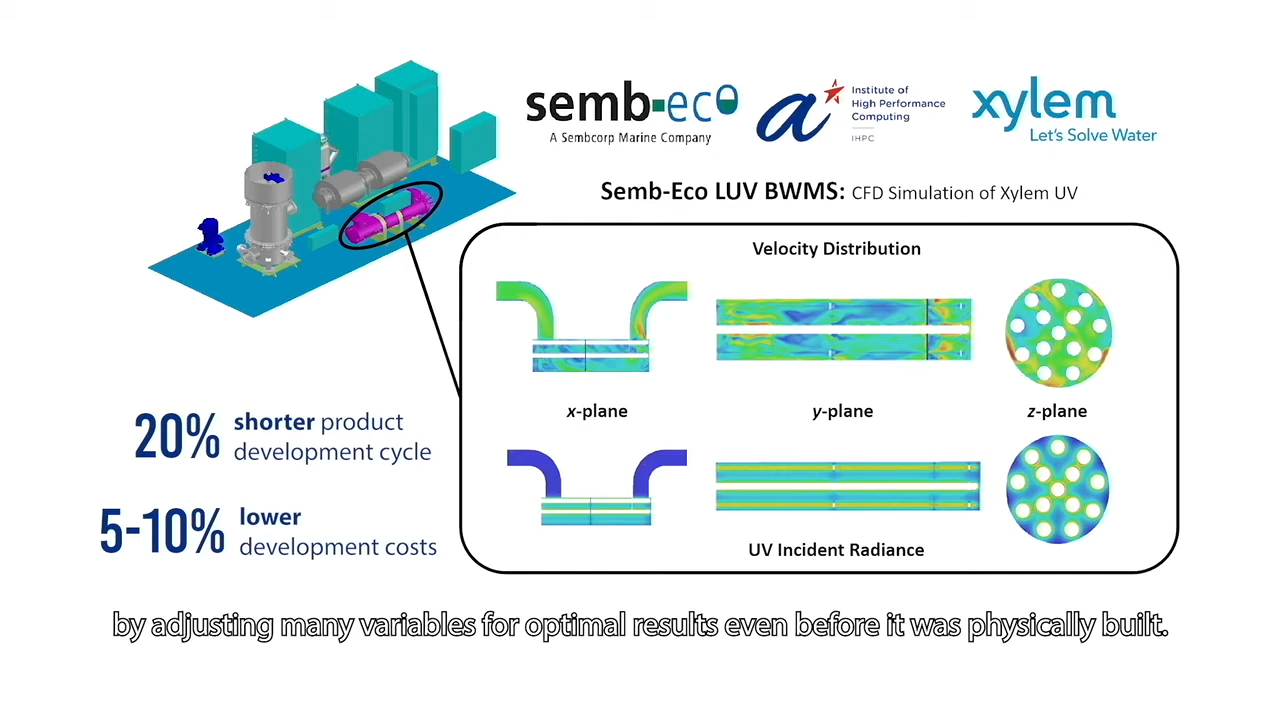 semb-eco
A Sembcorp Marine Company
a
Institute of
High Performance
Computing
IHPC
xylem
Let's Solve Water
Semb-Eco LUV BWMS: CFD Simulation of Xylem UV
Velocity Distribution
x-plane
y-plane
z-plane
UV Incident Radiance
20% shorter product
development cycle
5-10% lower
development costs
by adjusting many variables for optimal results even before it was physically built.